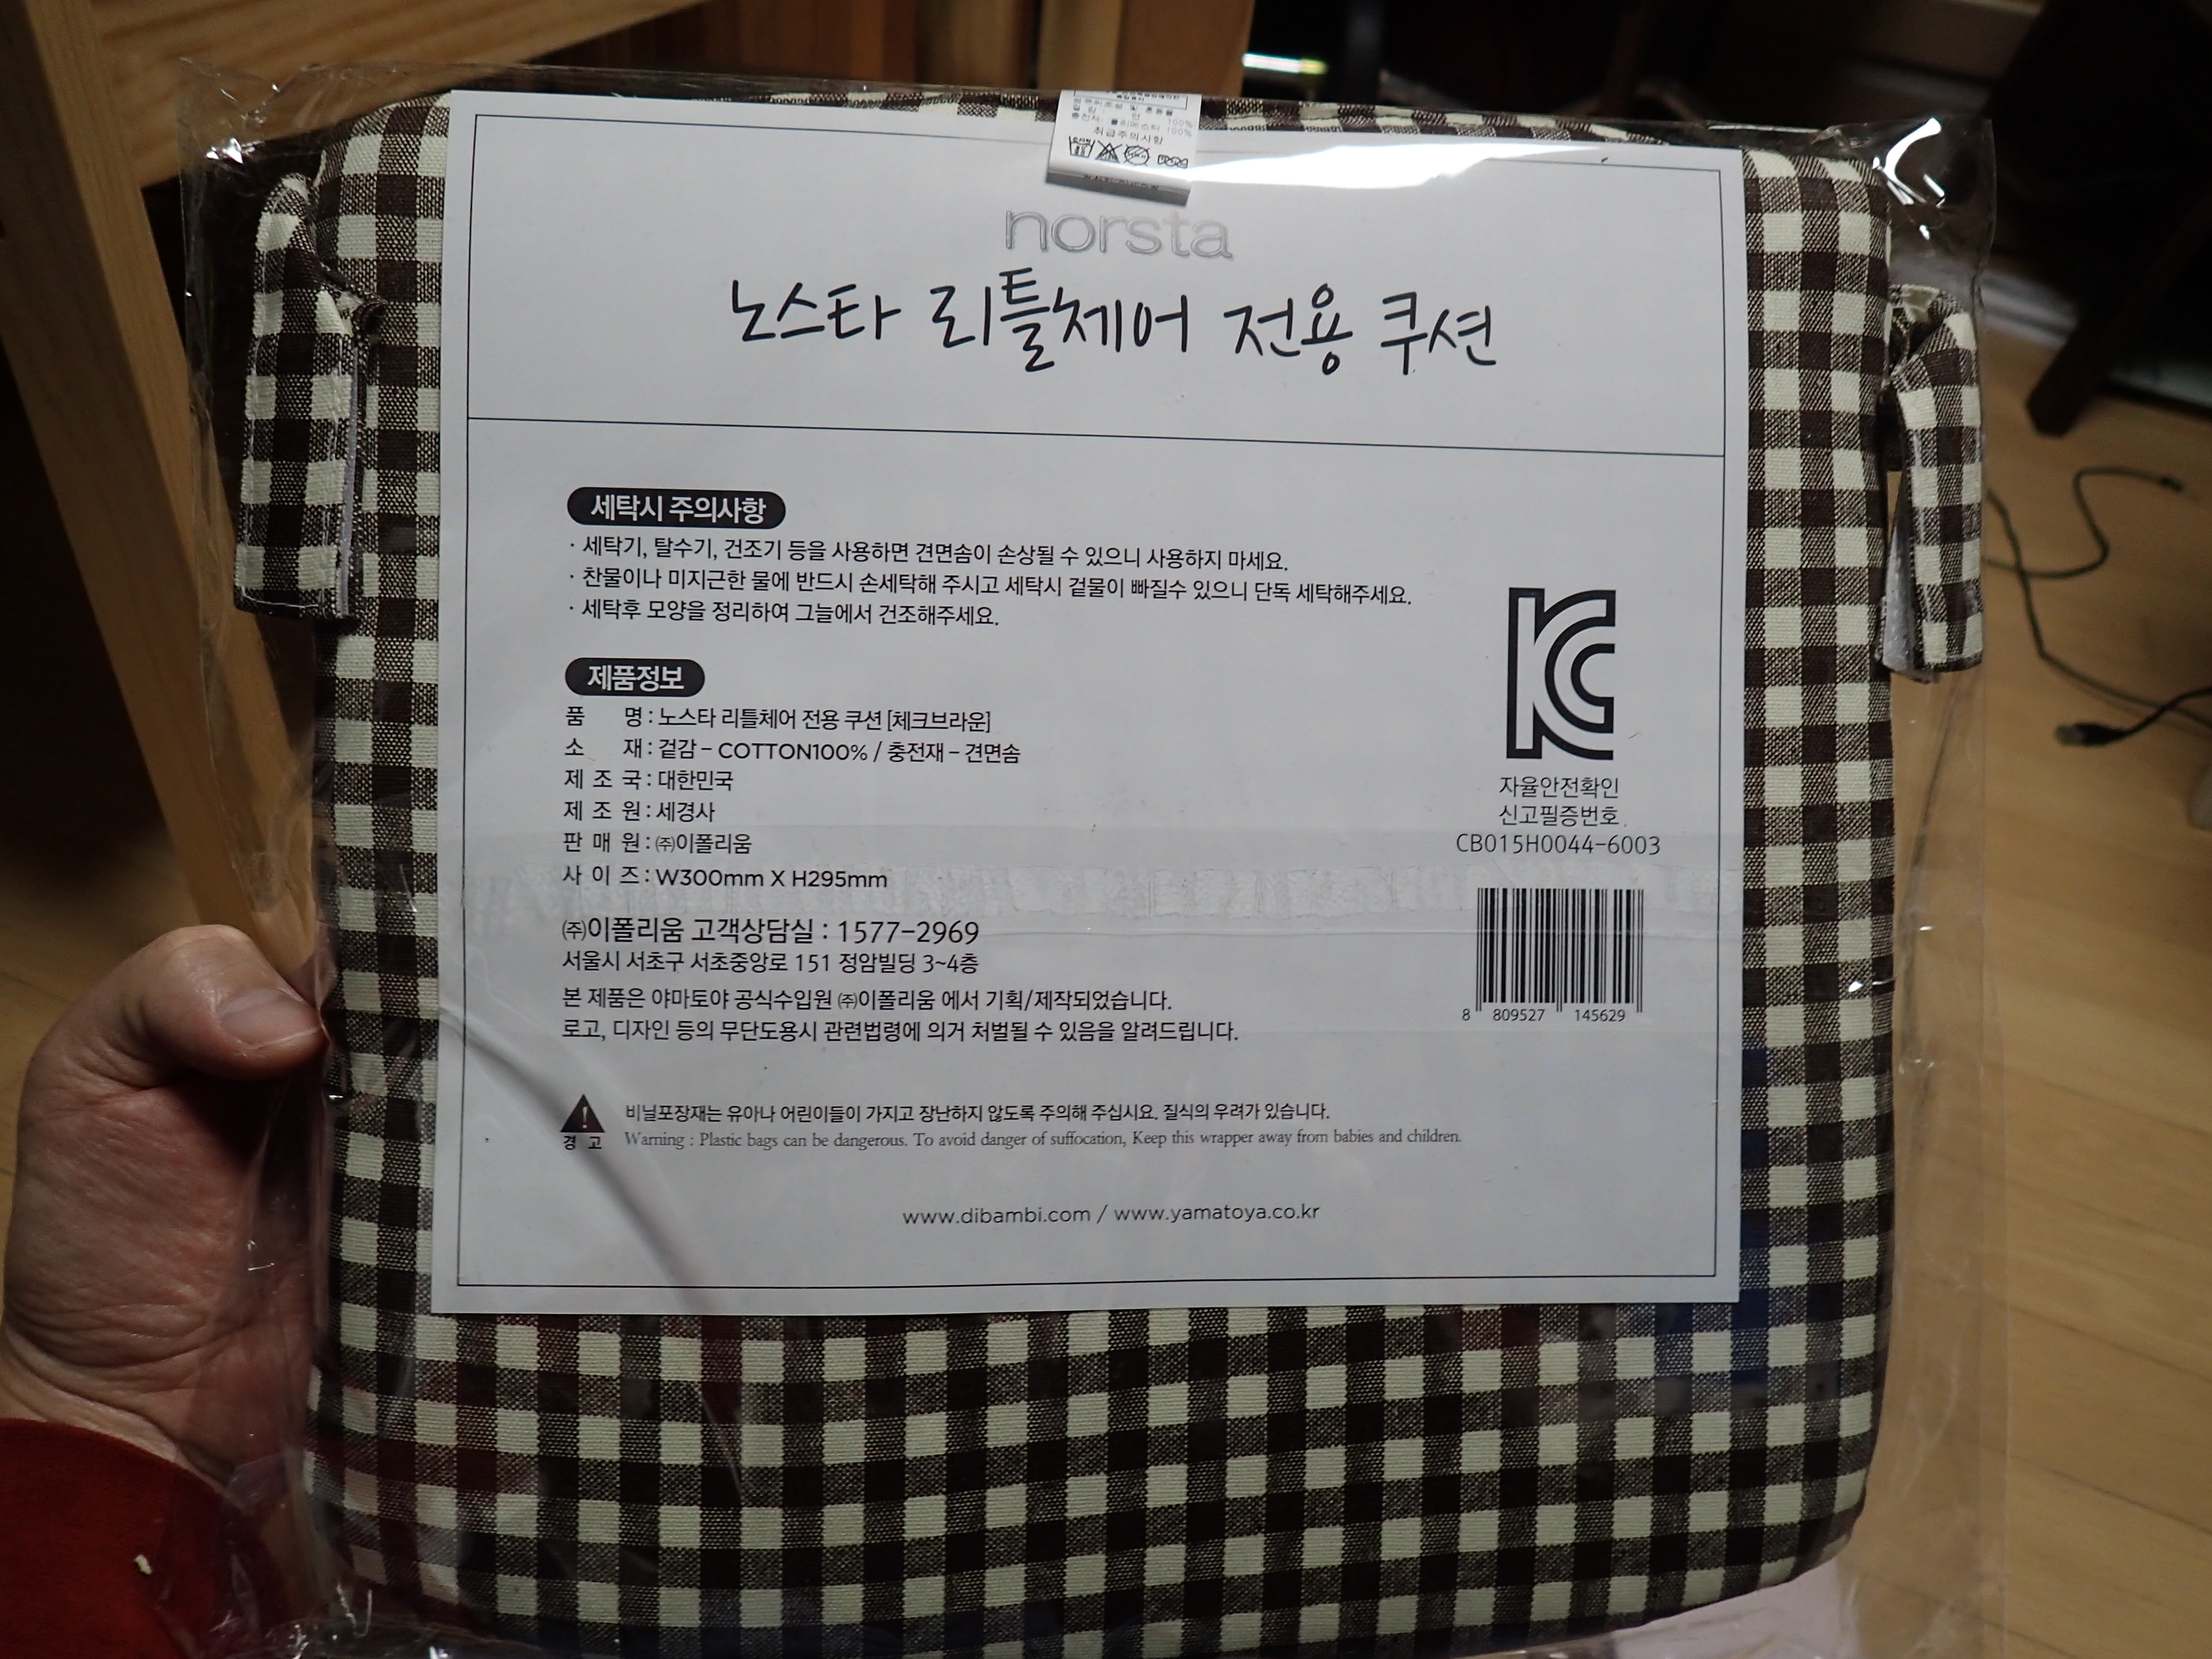 겉감 면 100%
충전재: 폴리에스터 100%
취급주의사항
norsta
노스타 리틀체어 전용 쿠션
세탁시 주의사항
· 세탁기, 탈수기, 건조기 등을 사용하면 견면솜이 손상될 수 있으니 사용하지 마세요.
· 찬물이나 미지근한 물에 반드시 손세탁해 주시고 세탁시 겉물이 빠질수 있으니 단독 세탁해주세요.
· 세탁후 모양을 정리하여 그늘에서 건조해주세요.
제품정보
품 명 : 노스타 리틀체어 전용 쿠션 [체크브라운]
소 재 : 겉감 - COTTON100% / 충전재 - 견면솜
제 조 국 : 대한민국
제 조 원 : 세경사
판 매 원 : ㈜이폴리움
사 이 즈 : W300mm X H295mm
자율안전확인
신고필증번호
CB015H0044-6003
8 809527 145629
㈜이폴리움 고객상담실 : 1577-2969
서울시 서초구 서초중앙로 151 정암빌딩 3~4층
본 제품은 야마토야 공식수입원 ㈜이폴리움 에서 기획/제작되었습니다.
로고, 디자인 등의 무단도용시 관련법령에 의거 처벌될 수 있음을 알려드립니다.
경 고
비닐포장재는 유아나 어린이들이 가지고 장난하지 않도록 주의해 주십시요. 질식의 우려가 있습니다.
Warning : Plastic bags can be dangerous. To avoid danger of suffocation, Keep this wrapper away from babies and children.
www.dibambi.com / www.yamatoya.co.kr